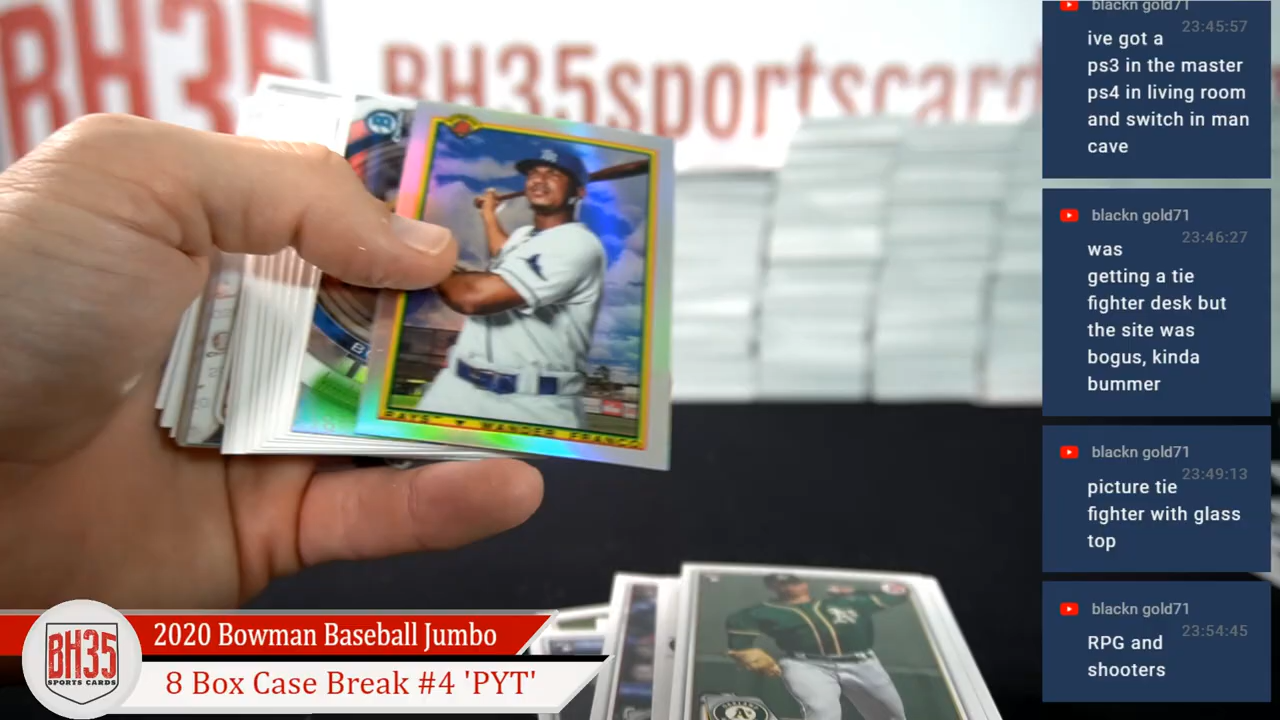 BH35
BH35sportscard
RAYS WANDER FRANCO
BH35
SPORTS CARDS
2020 Bowman Baseball Jumbo
8 Box Case Break #4 'PYT'
blackn gold71
23:45:57
ive got a
ps3 in the master
ps4 in living room
and switch in man
cave
blackn gold71
23:46:27
was
getting a tie
fighter desk but
the site was
bogus, kinda
bummer
blackn gold71
23:49:13
picture tie
fighter with glass
top
blackn gold71
23:54:45
RPG and
shooters